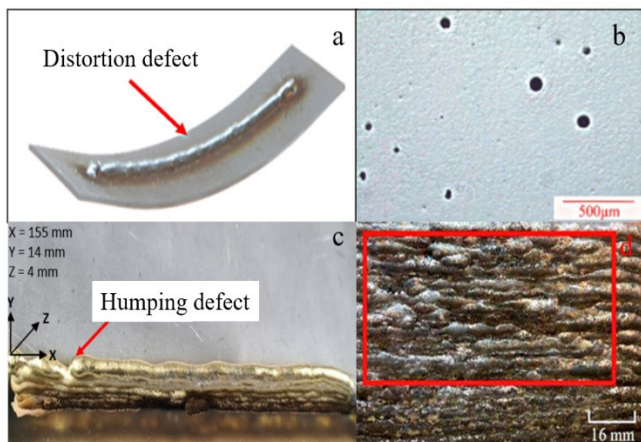 a
Distortion defect
b
500μm
c
X = 155 mm
Y = 14 mm
Z = 4 mm
Humping defect
Y
Z
X
d
16 mm